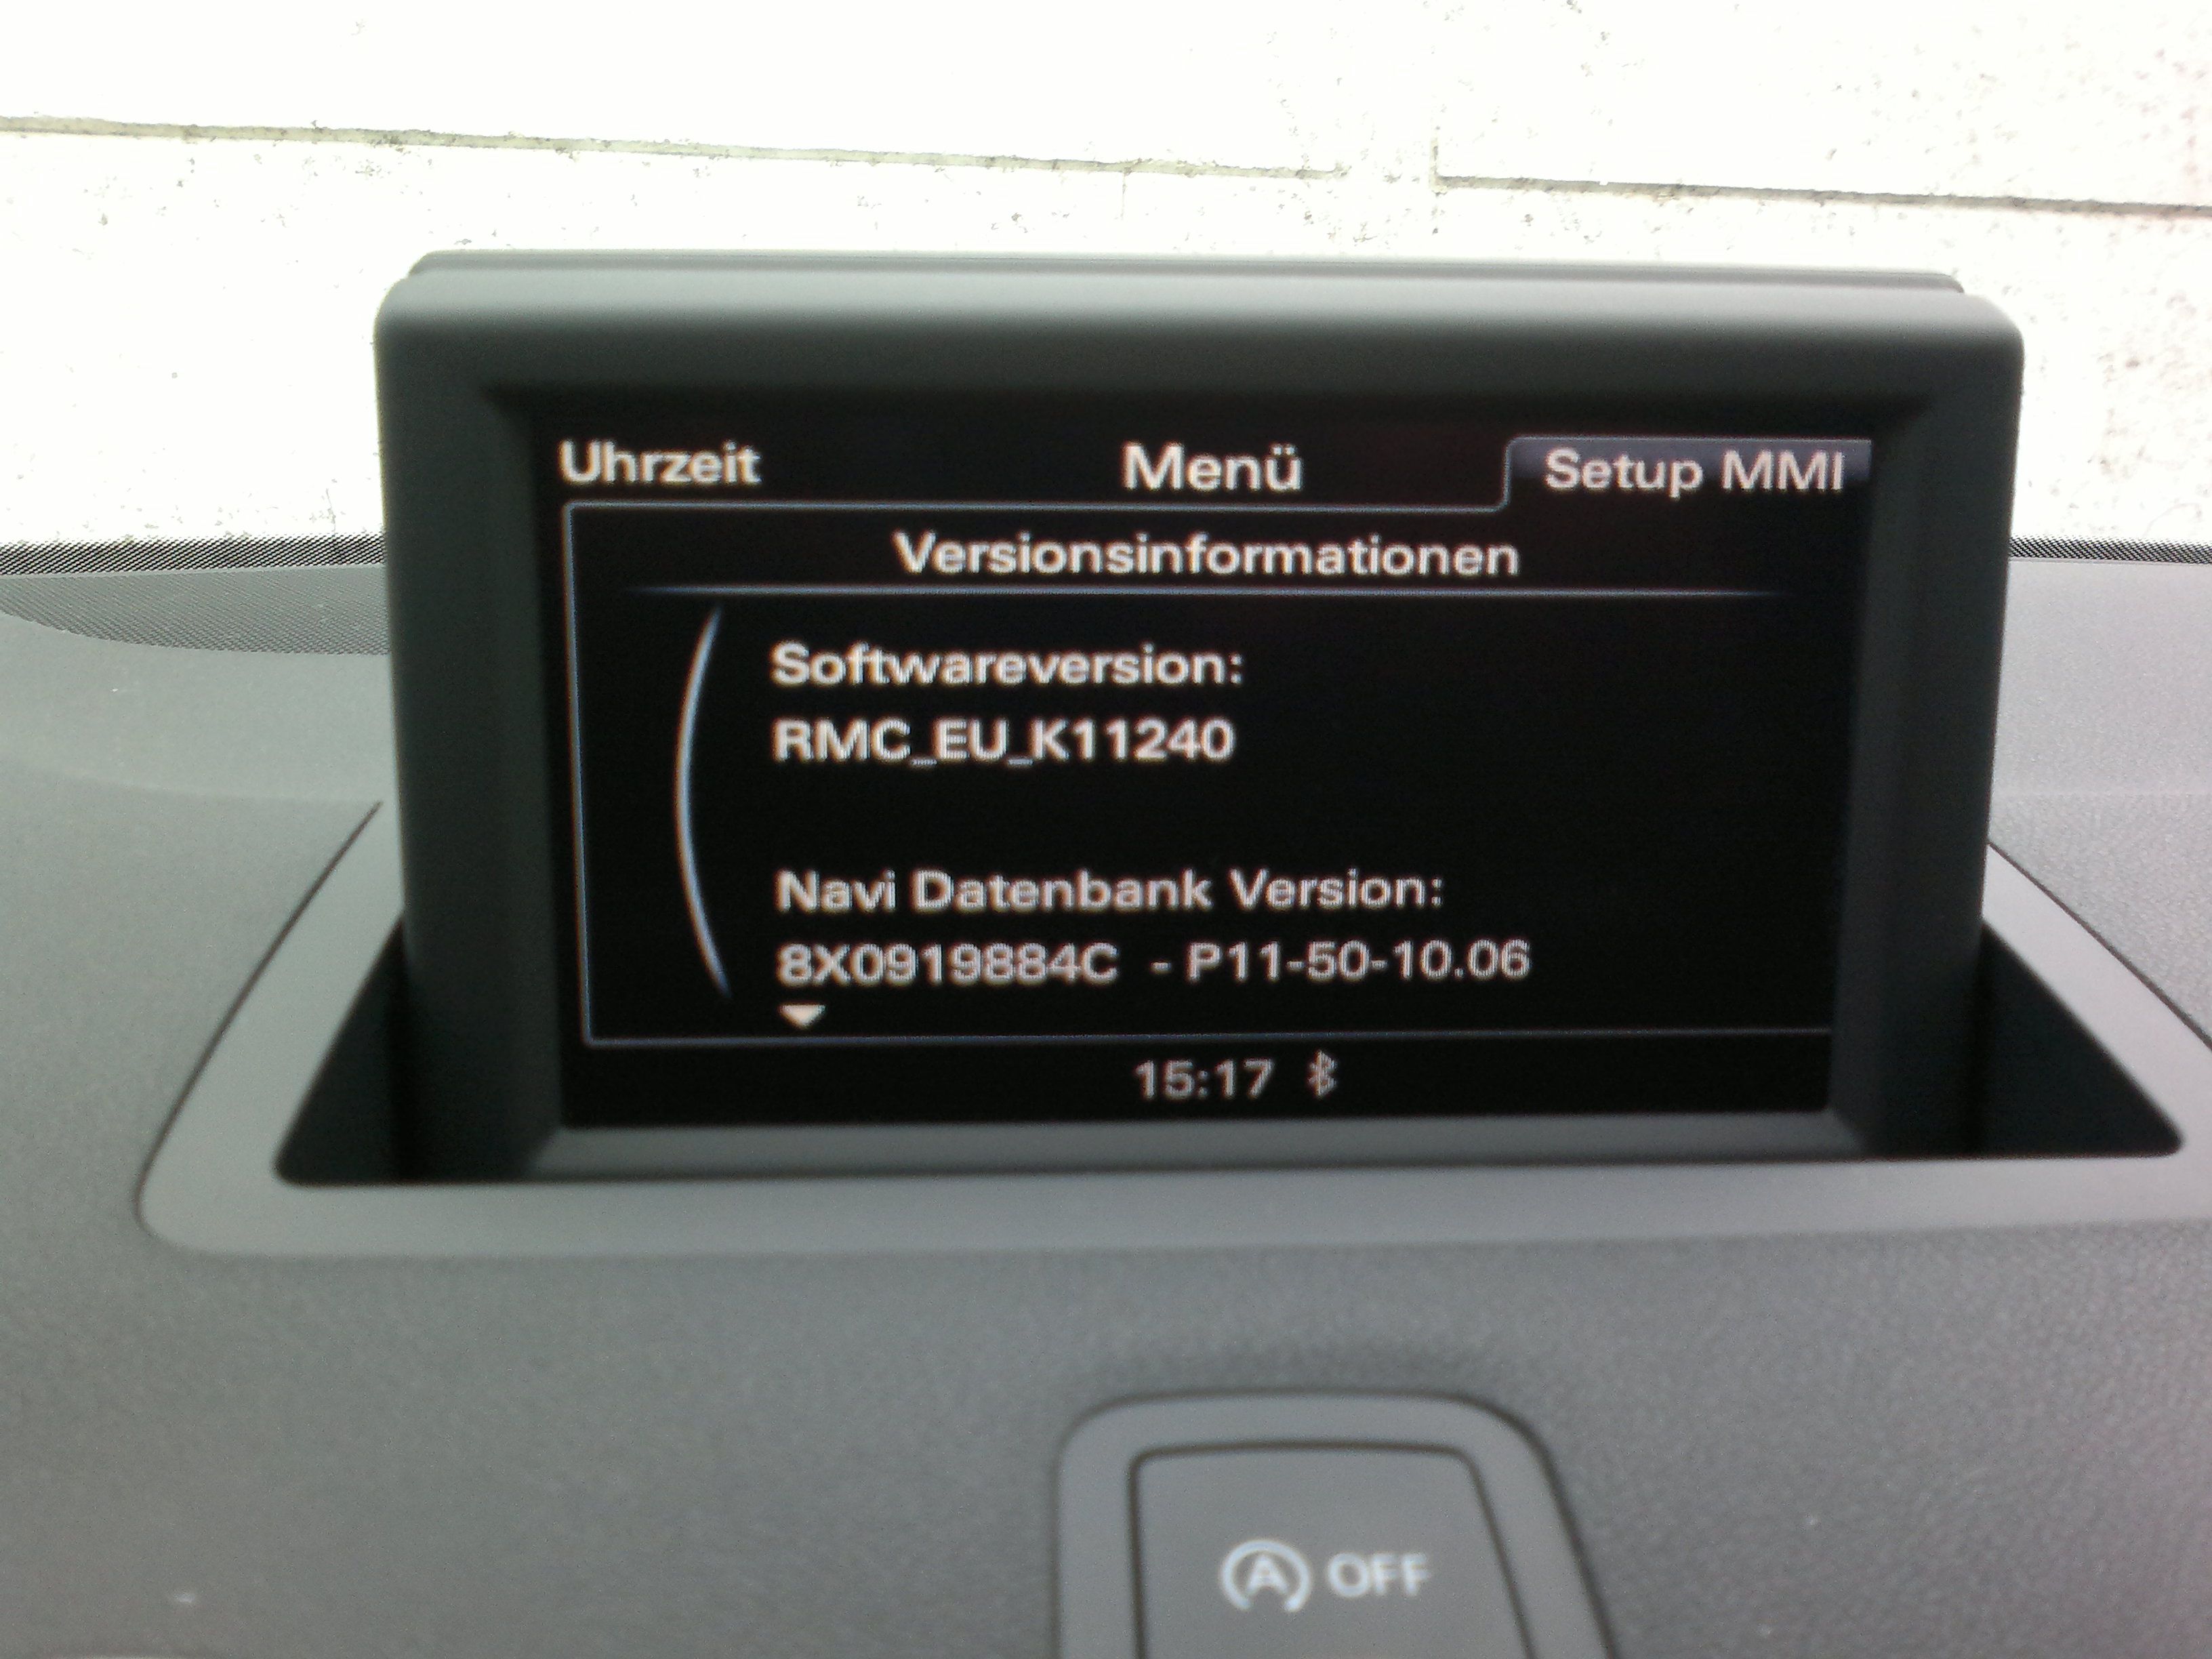 Uhrzeit Menü Setup MMI
Versionsinformationen
Softwareversion:
RMC_EU_K11240
Navi Datenbank Version:
8X0919884C - P11-50-10.06
15:17
A OFF